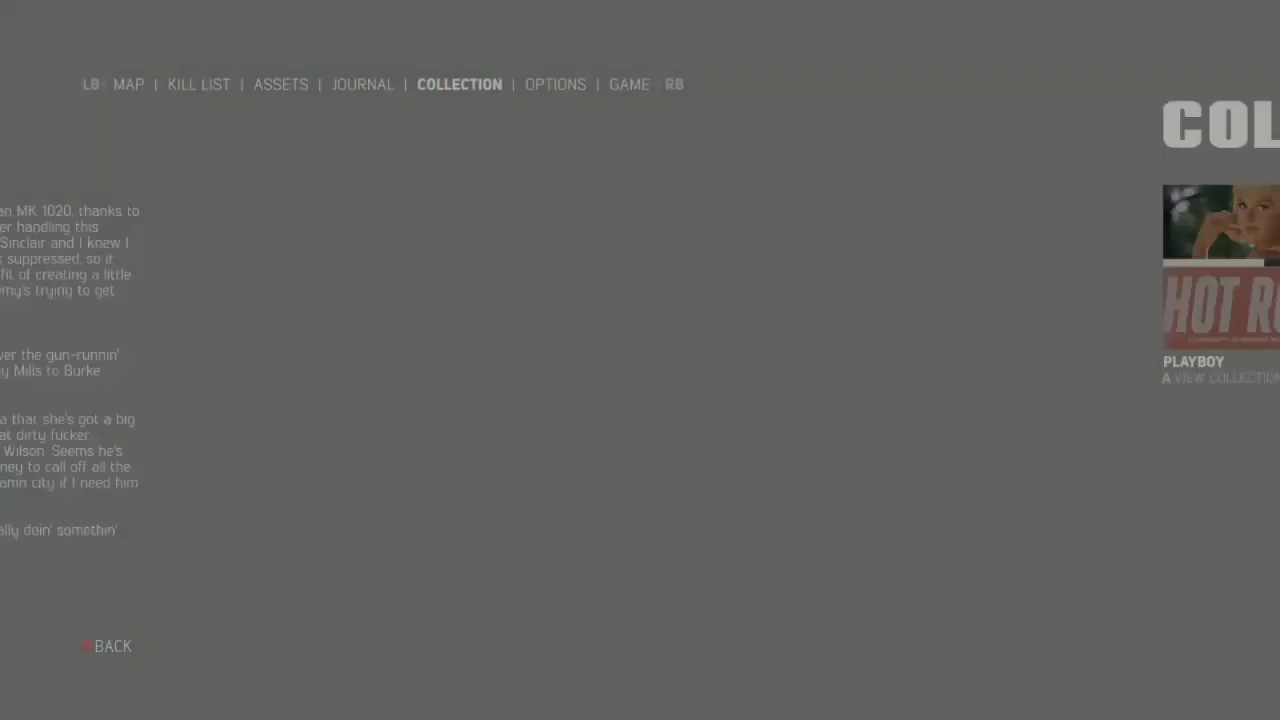 LB MAP | KILL LIST | ASSETS | JOURNAL | COLLECTION | OPTIONS | GAME RB
COL
an MK 1020, thanks to
er handling this
Sinclair and I knew I
suppressed, so it
fit of creating a little
my's trying to get
ver the gun-runnin'
y Mills to Burke
a that she's got a big
at dirty fucker
Wilson. Seems he's
ney to call off all the
amn city if I need him
ally doin' somethin'
HOT R
PLAYBOY
A VIEW COLLECTION
BACK